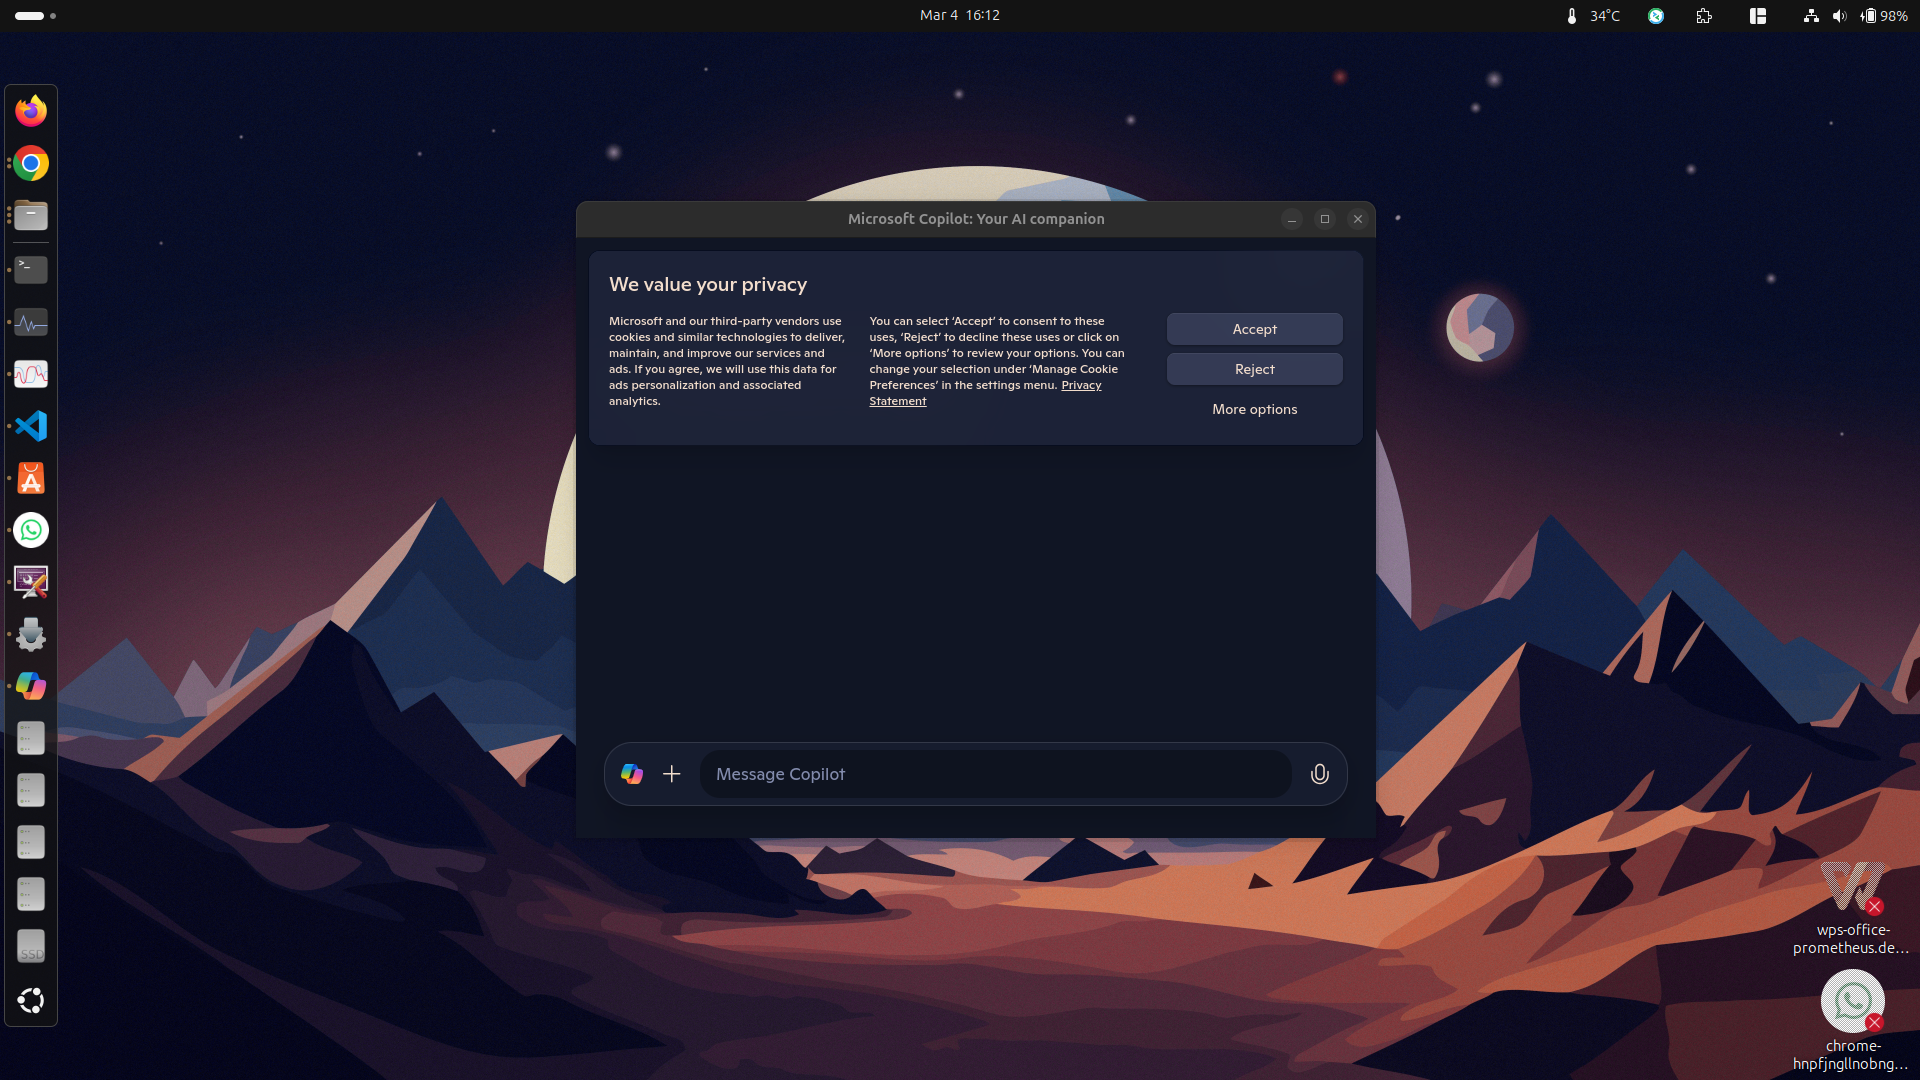 Mar 4 16:12
34°C
98%
Microsoft Copilot: Your AI companion
We value your privacy
Microsoft and our third-party vendors use
cookies and similar technologies to deliver,
maintain, and improve our services and
ads. If you agree, we will use this data for
ads personalization and associated
analytics.
You can select ‘Accept’ to consent to these
uses, ‘Reject’ to decline these uses or click on
‘More options’ to review your options. You can
change your selection under ‘Manage Cookie
Preferences’ in the settings menu. Privacy
Statement
Accept
Reject
More options
Message Copilot
SSD
wps-office-
prometheus.de...
chrome-
hnpfjngllnobng...